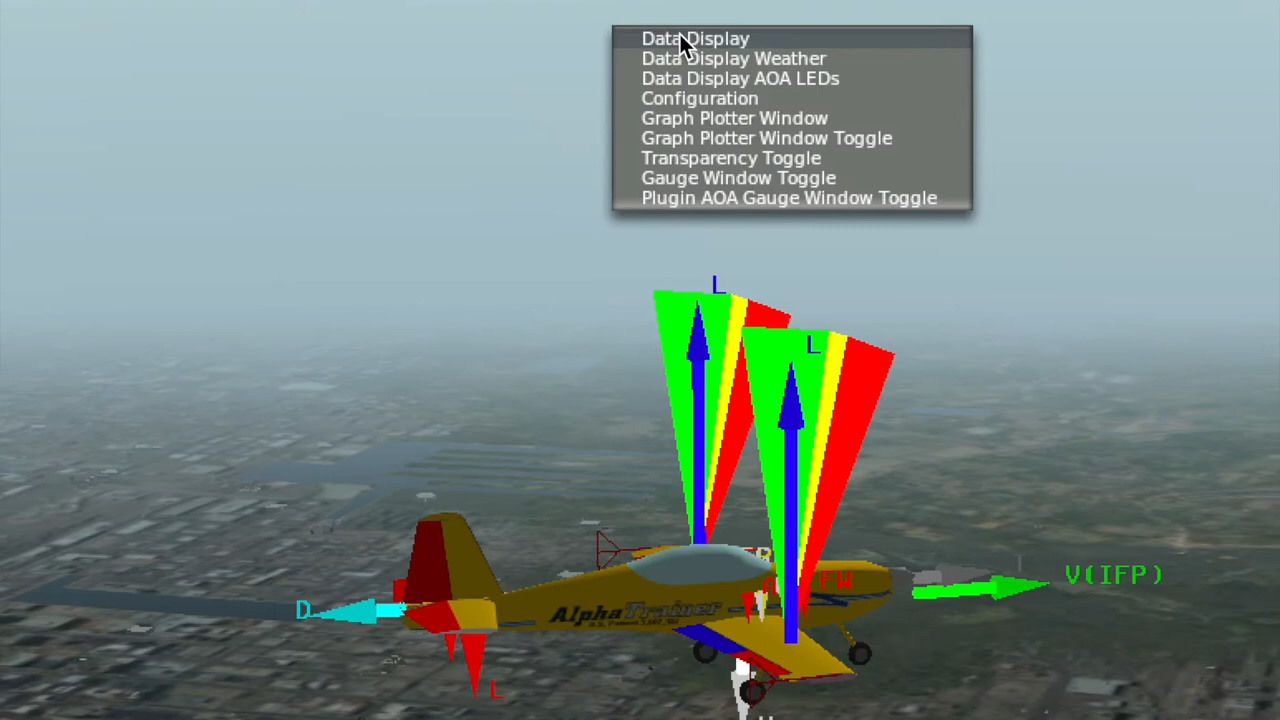 Data Display
Data Display Weather
Data Display AOA LEDs
Configuration
Graph Plotter Window
Graph Plotter Window Toggle
Transparency Toggle
Gauge Window Toggle
Plugin AOA Gauge Window Toggle
L
L
V(IFP)
FW
D
AlphaTrainer
L